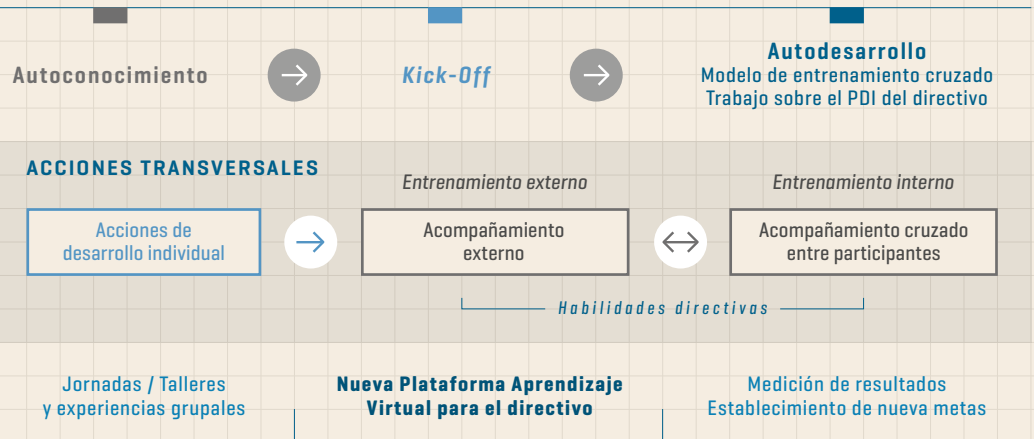 Autoconocimiento
Kick-Off
Autodesarrollo
Modelo de entrenamiento cruzado
Trabajo sobre el PDI del directivo
ACCIONES TRANSVERSALES
Entrenamiento externo
Entrenamiento interno
Acciones de
desarrollo individual
Acompañamiento
externo
Acompañamiento cruzado
entre participantes
Habilidades directivas
Jornadas / Talleres
y experiencias grupales
Nueva Plataforma Aprendizaje
Virtual para el directivo
Medición de resultados
Establecimiento de nueva metas